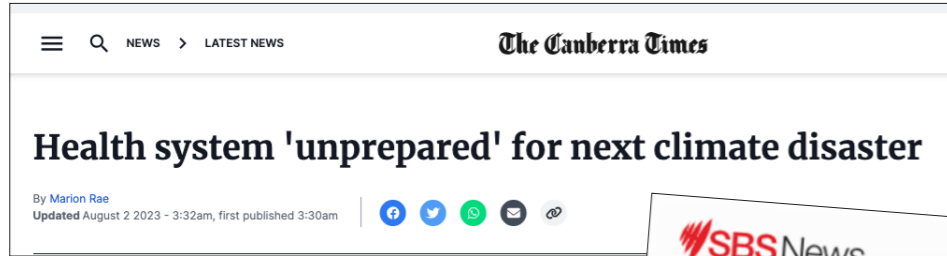 NEWS > LATEST NEWS
The Canberra Times
Health system 'unprepared' for next climate disaster
By Marion Rae
Updated August 2 2023 - 3:32am, first published 3:30am
SBS News